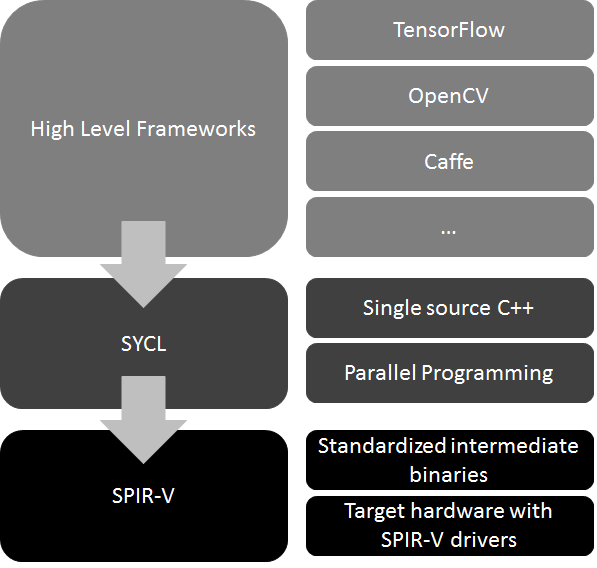 High Level Frameworks
TensorFlow
OpenCV
Caffe
...
SYCL
Single source C++
Parallel Programming
SPIR-V
Standardized intermediate
binaries
Target hardware with
SPIR-V drivers